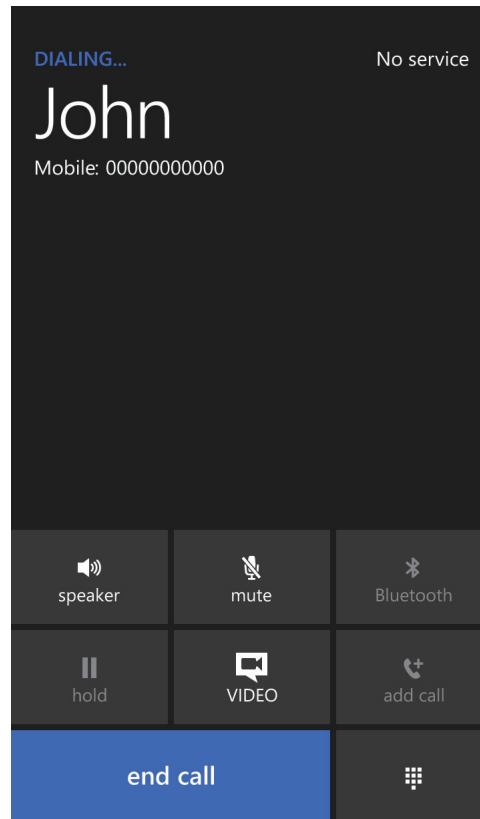 DIALING... No service
John
Mobile: 00000000000
speaker mute Bluetooth
hold VIDEO add call
end call